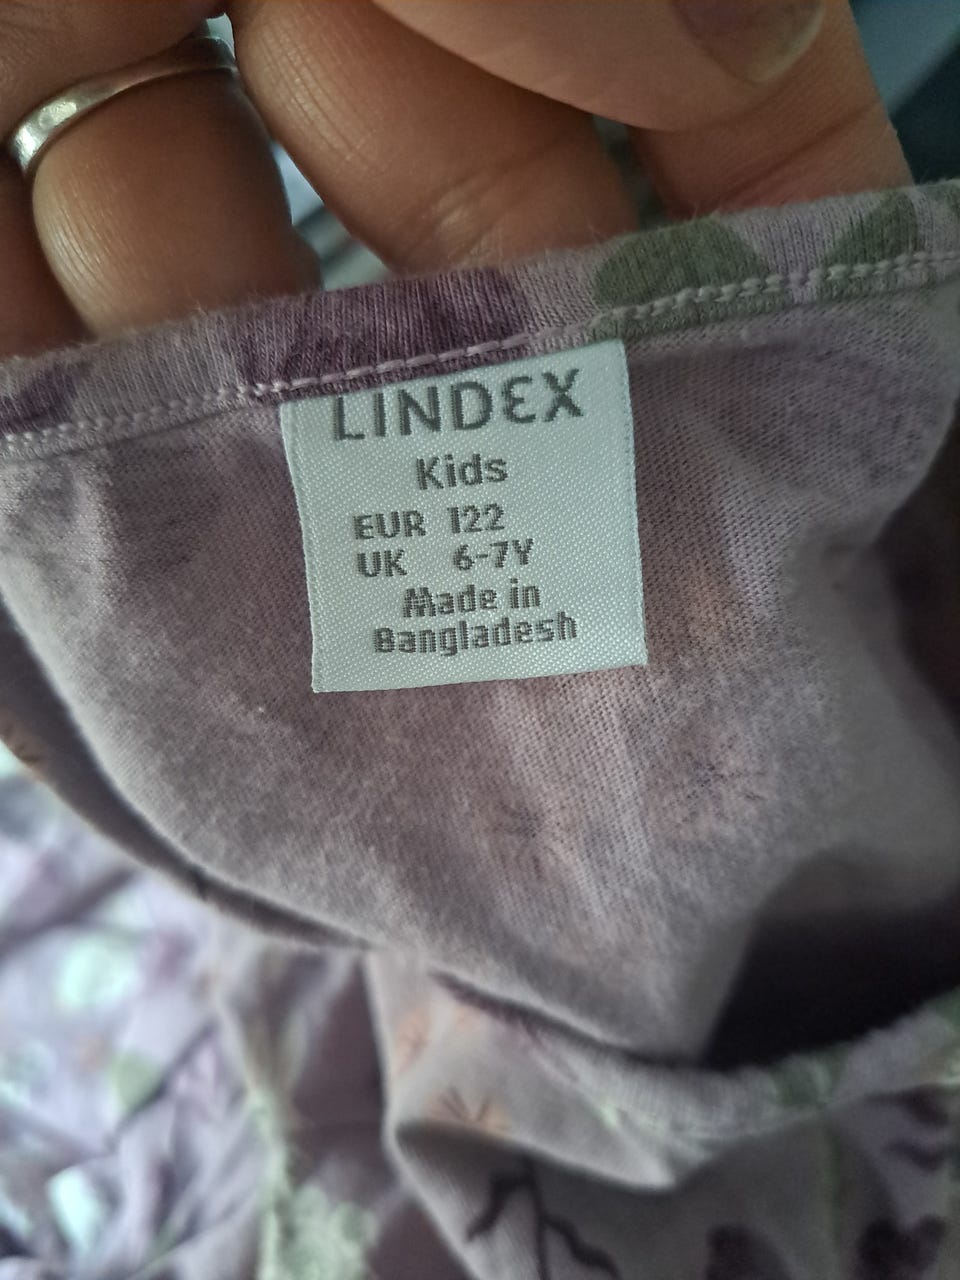 LINDEX
Kids
EUR 122
UK 6-7Y
Made in
Bangladesh